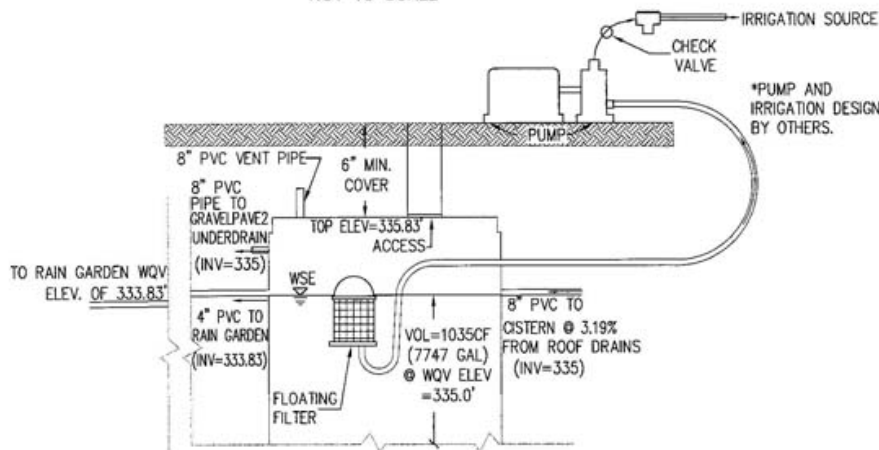 IRRIGATION SOURCE
CHECK
VALVE
*PUMP AND
IRRIGATION DESIGN
BY OTHERS.
PUMP
8" PVC VENT PIPE
6" MIN.
COVER
8" PVC
PIPE TO
GRAVELPAVE2
UNDERDRAIN
(INV=335)
TOP ELEV=335.83'
ACCESS
TO RAIN GARDEN WQV
ELEV. OF 333.83'
WSE
4" PVC TO
RAIN GARDEN
(INV=333.83)
VOL=1035CF
(7747 GAL)
@ WQV ELEV
=335.0'
8" PVC TO
CISTERN @ 3.19%
FROM ROOF DRAINS
(INV=335)
FLOATING
FILTER